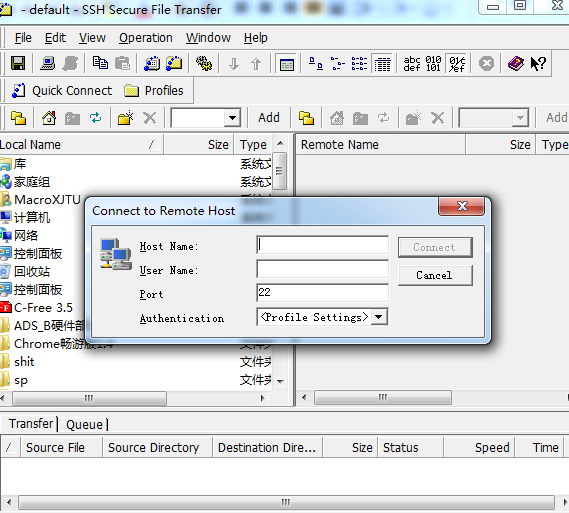 - default - SSH Secure File Transfer
File Edit View Operation Window Help
abc def 010 101
Quick Connect Profiles
Add Add
Local Name / Size Type Remote Name Size Type
库 系统文
家庭组 系统文
MacroXJTU 系统文
计算机
网络
控制面板
回收站
控制面板
C-Free 3.5
ADS_B硬件部
Chrome畅游版1.4
shit 文件夹
sp 文件夹
Connect to Remote Host
Host Name: Connect
User Name: Cancel
Port 22
Authentication <Profile Settings>
Transfer Queue
/ Source File Source Directory Destination Dire... Size Status Speed Time